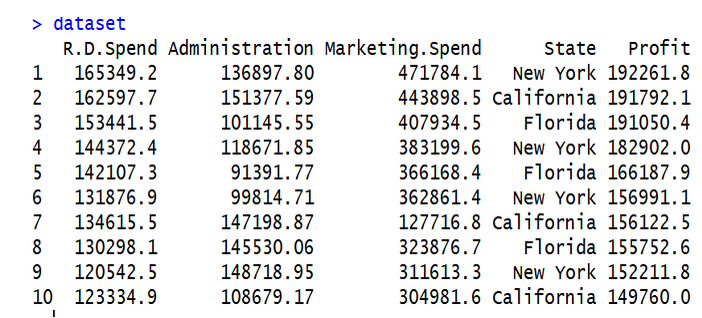 > dataset
R.D.Spend Administration Marketing.Spend State Profit
1 165349.2 136897.80 471784.1 New York 192261.8
2 162597.7 151377.59 443898.5 California 191792.1
3 153441.5 101145.55 407934.5 Florida 191050.4
4 144372.4 118671.85 383199.6 New York 182902.0
5 142107.3 91391.77 366168.4 Florida 166187.9
6 131876.9 99814.71 362861.4 New York 156991.1
7 134615.5 147198.87 127716.8 California 156122.5
8 130298.1 145530.06 323876.7 Florida 155752.6
9 120542.5 148718.95 311613.3 New York 152211.8
10 123334.9 108679.17 304981.6 California 149760.0